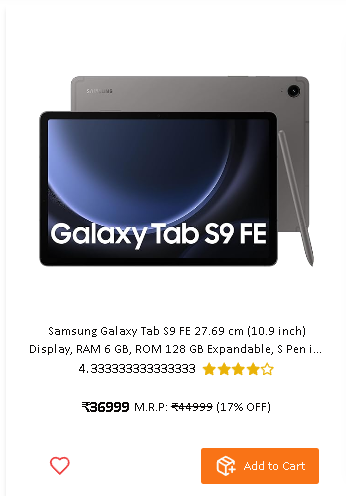 SAMSUNG
Galaxy Tab S9 FE
Samsung Galaxy Tab S9 FE 27.69 cm (10.9 inch)
Display, RAM 6 GB, ROM 128 GB Expandable, S Pen i...
4.333333333333333
₹36999 M.R.P: ₹44999 (17% OFF)
Add to Cart